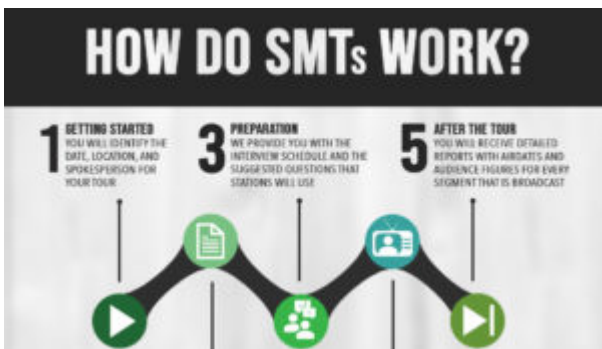 HOW DO SMTs WORK?
1
GETTING STARTED
YOU WILL IDENTIFY THE
DATE, LOCATION, AND
SPOKESPERSON FOR
YOUR TOUR
3
PREPARATION
WE PROVIDE YOU WITH THE
INTERVIEW SCHEDULE AND THE
SUGGESTED QUESTIONS THAT
STATIONS WILL USE
5
AFTER THE TOUR
YOU WILL RECEIVE DETAILED
REPORTS WITH AIRDATES AND
AUDIENCE FIGURES FOR EVERY
SEGMENT THAT IS BROADCAST